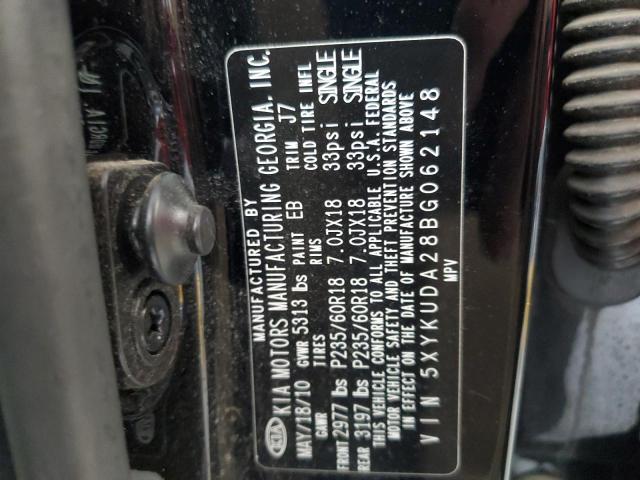 MANUFACTURED BY
KIA KIA MOTORS MANUFACTURING GEORGIA, INC.
MAY/18/10 GVWR 5313 lbs PAINT EB TRIM J7
GAWR TIRES RIMS COLD TIRE INFL
FRONT 2977 lbs P235/60R18 7.0JX18 33psi SINGLE
REAR 3197 lbs P235/60R18 7.0JX18 33psi SINGLE
THIS VEHICLE CONFORMS TO ALL APPLICABLE U.S.A. FEDERAL
MOTOR VEHICLE SAFETY AND THEFT PREVENTION STANDARDS
IN EFFECT ON THE DATE OF MANUFACTURE SHOWN ABOVE
VIN 5XYKUDA28BG062148
MPV